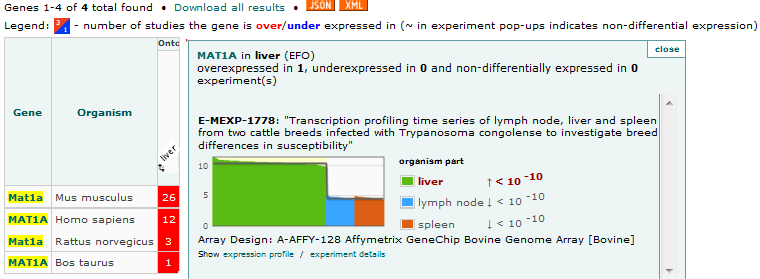 Genes 1-4 of 4 total found • Download all results • JSON XML
Legend: 3 1 - number of studies the gene is over/under expressed in (~ in experiment pop-ups indicates non-differential expression)
Onto
close
MAT1A in liver (EFO)
overexpressed in 1, underexpressed in 0 and non-differentially expressed in 0
experiment(s)
Gene Organism liver
E-MEXP-1778: "Transcription profiling time series of lymph node, liver and spleen
from two cattle breeds infected with Trypanosoma congolense to investigate breed
differences in susceptibility"
10
5
0
organism part
liver ↑ < 10 -10
lymph node ↓ < 10 -10
spleen ↓ < 10 -10
Mat1a Mus musculus 26
MAT1A Homo sapiens 12
Mat1a Rattus norvegicus 3
MAT1A Bos taurus 1
Array Design: A-AFFY-128 Affymetrix GeneChip Bovine Genome Array [Bovine]
Show expression profile / experiment details